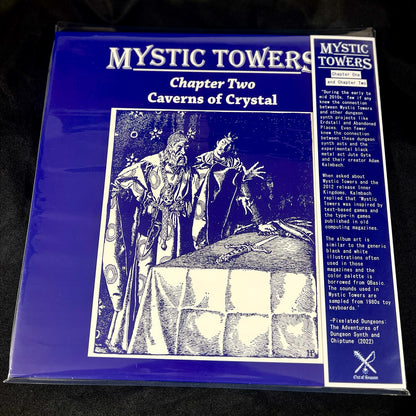 MYSTIC TOWERS
Chapter Two
Caverns of Crystal
MYSTIC
TOWERS
Chapter One
and Chapter Two
"During the early to
mid 2010s, few if any
knew the connection
between Mystic Towers
and other dungeon
synth projects like
Erdstall and Abandoned
Places. Even fewer
knew the connection
between these dungeon
synth acts and the
experimental black
metal act Jute Gyte
and their creator Adam
Kalmbach.
When asked about
Mystic Towers and the
2012 release Inner
Kingdoms, Kalmbach
replied that 'Mystic
Towers was inspired by
text-based games and
the type-in games
published in old
computing magazines.
The album art is
similar to the generic
black and white
illustrations often
used in those
magazines and the
color palette is
borrowed from QBasic.
The sounds used in
Mystic Towers are
sampled from 1980s toy
keyboards.'"
-Pixelated Dungeons:
The Adventures of
Dungeon Synth and
Chiptune (2022)
Out of Season